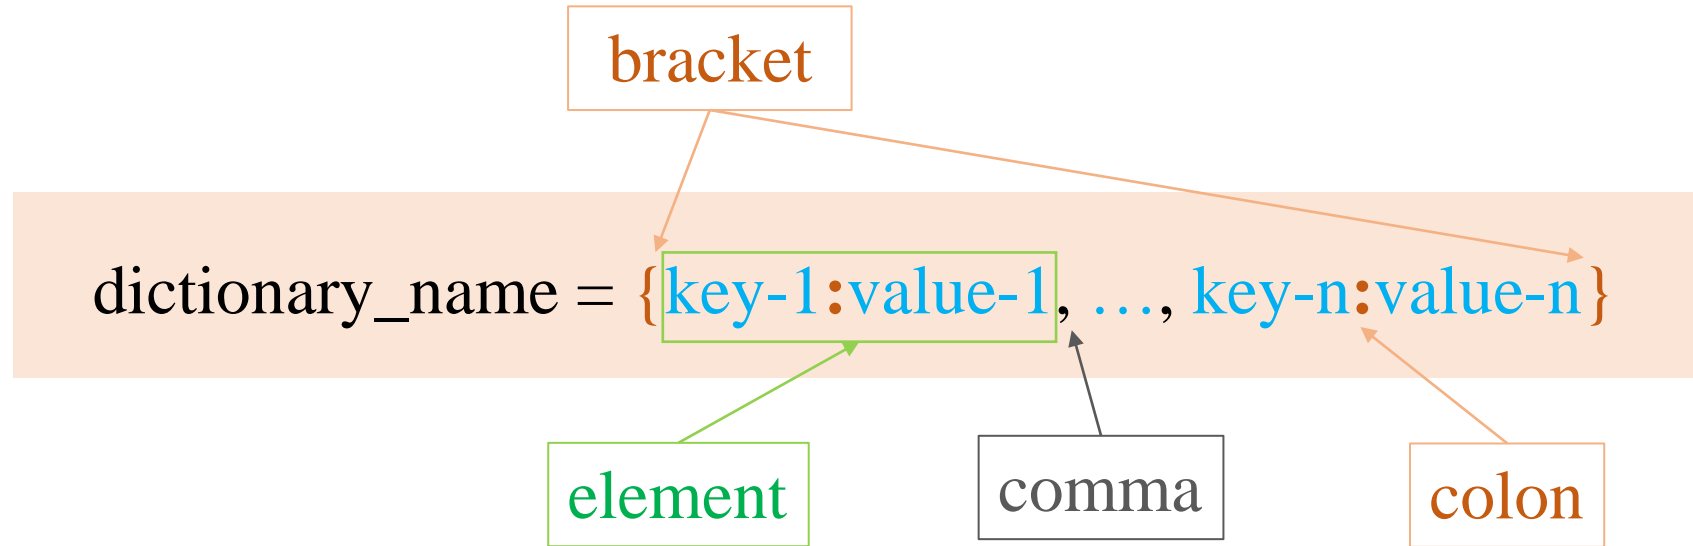 bracket
dictionary_name = {key-1:value-1, …, key-n:value-n}
element
comma
colon